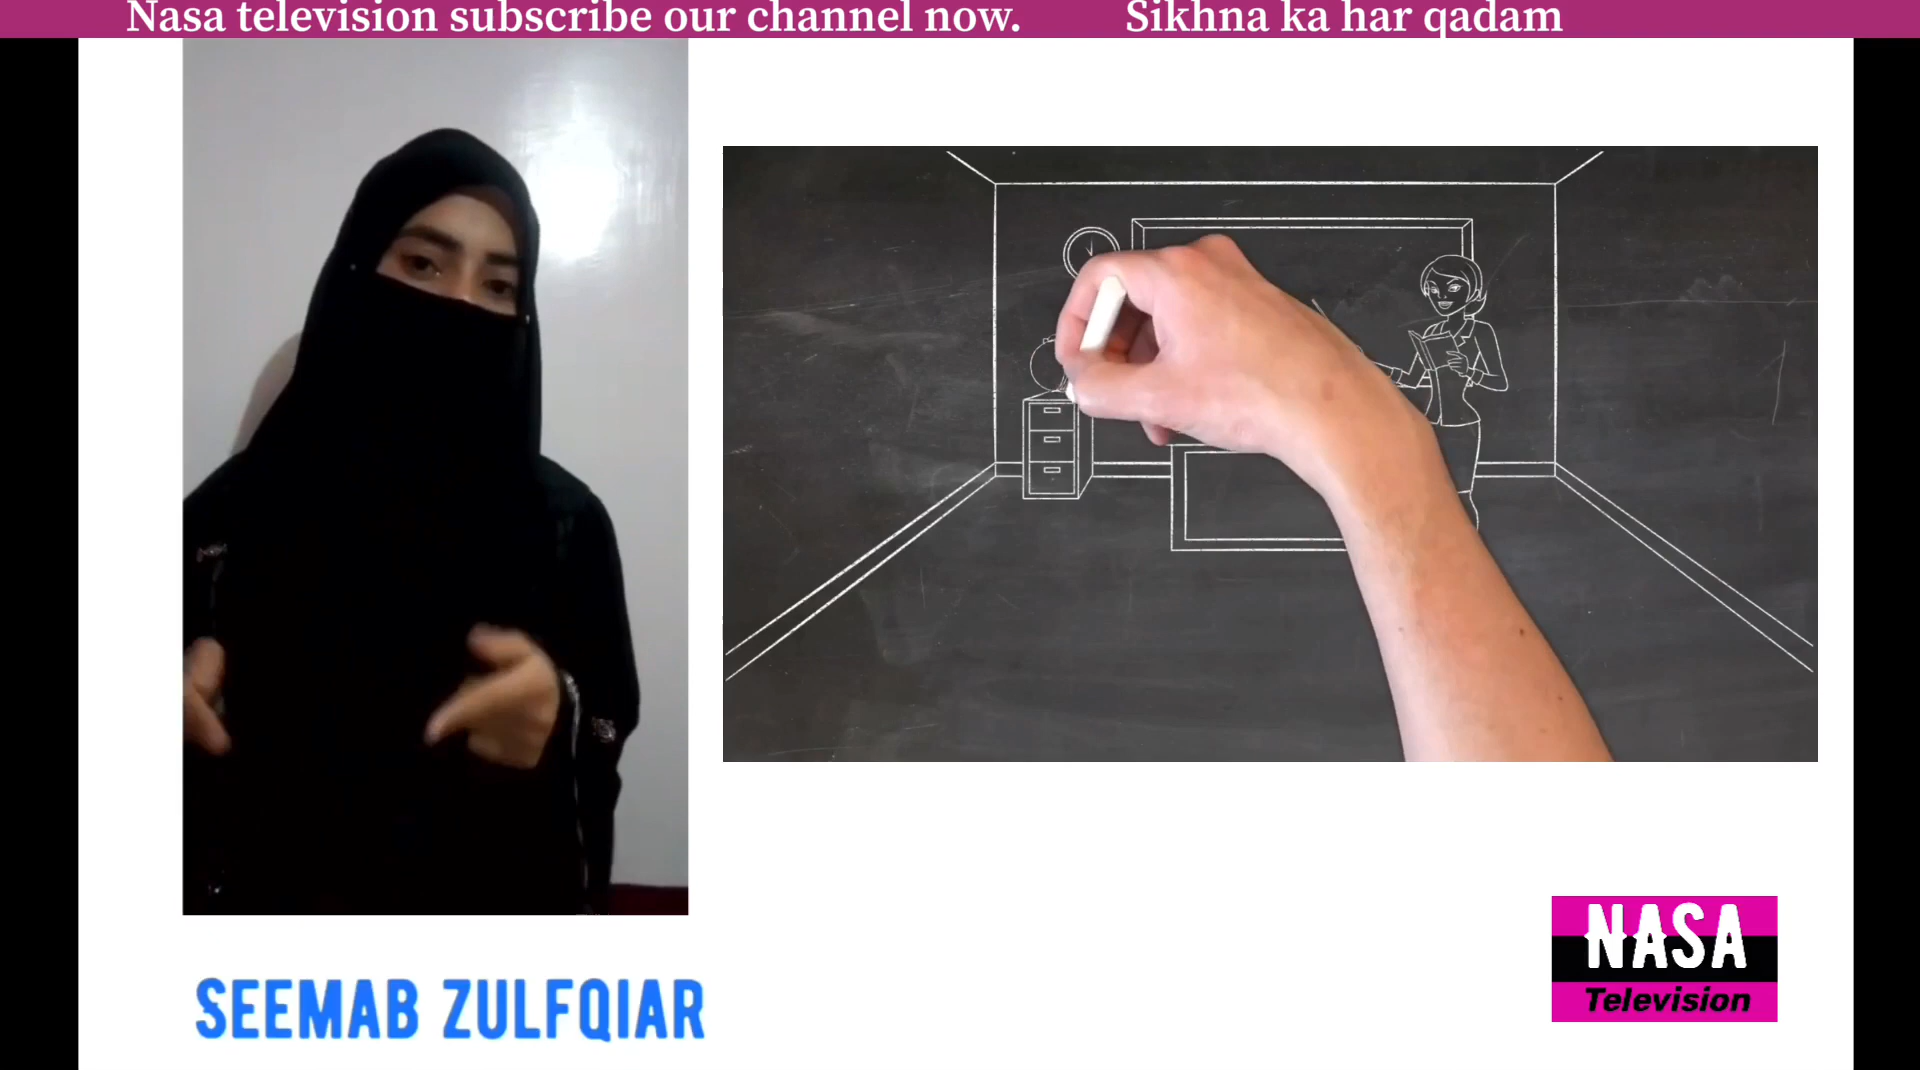 Nasa television subscribe our channel now. Sikhna ka har qadam
SEEMAB ZULFQIAR
NASA
Television